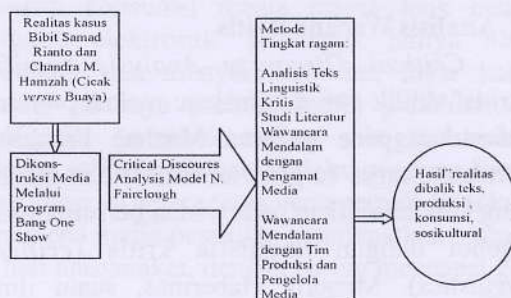 Realitas kasus
Bibit Samad
Rianto dan
Chandra M.
Hamzah (Cicak
versus Buaya)
Dikons-
truksi Media
Melalui
Program
Bang One
Show
Critical Discoures
Analysis Model N.
Fairclough
Metode
Tingkat ragam:
Analisis Teks
Linguistik
Kritis
Studi Literatur
Wawancara
Mendalam
dengan
Pengamat
Media
Wawancara
Mendalam
dengan Tim
Produksi dan
Pengelola
Media
Hasil realitas
dibalik teks,
produksi ,
konsumsi,
sosikultural